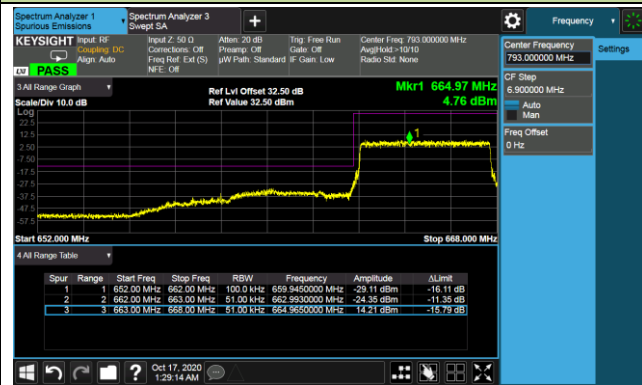 Spectrum Analyzer 1
Spurious Emissions
Spectrum Analyzer 3
Swept SA
Frequency
KEYSIGHT Input: RF Input Z: 50 Ω Atten: 20 dB Trig: Free Run Center Freq: 793.000000 MHz
Coupling: DC Corrections: Off Preamp: Off Gate: Off Avg|Hold:>10/10
Align: Auto Freq Ref: Ext (S) µW Path: Standard IF Gain: Low Radio Std: None
NFE: Off
LXI PASS
3 All Range Graph
Ref Lvl Offset 32.50 dB
Mkr1 664.97 MHz
Scale/Div 10.0 dB
Ref Value 32.50 dBm
4.76 dBm
Log
22.5
12.5
2.50
-7.50
-17.5
-27.5
-37.5
-47.5
-57.5
1
Start 652.000 MHz
Stop 668.000 MHz
4 All Range Table
Spur Range Start Freq Stop Freq RBW Frequency Amplitude ΔLimit
1 1 652.00 MHz 662.00 MHz 100.0 kHz 659.9450000 MHz -29.11 dBm -16.11 dB
2 2 662.00 MHz 663.00 MHz 51.00 kHz 662.9930000 MHz -24.35 dBm -11.35 dB
3 3 663.00 MHz 668.00 MHz 51.00 kHz 664.9650000 MHz 14.21 dBm -15.79 dB
Center Frequency
793.000000 MHz
Settings
CF Step
6.900000 MHz
Auto
Man
Freq Offset
0 Hz
?
Oct 17, 2020
1:29:14 AM